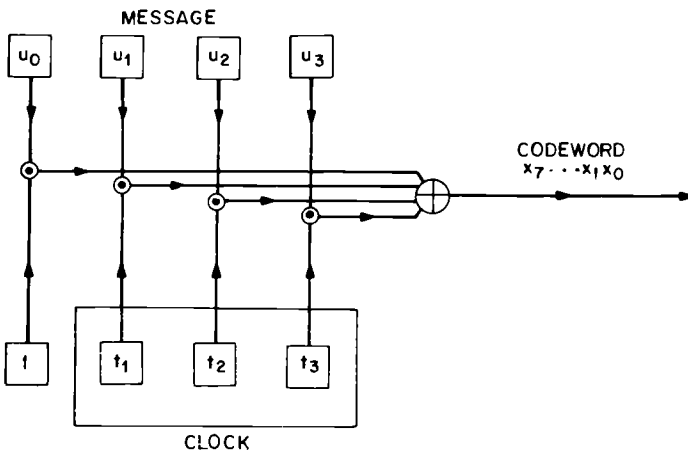 MESSAGE
u0 u1 u2 u3
CODEWORD
x7 ··· x1 x0
1 t1 t2 t3
CLOCK